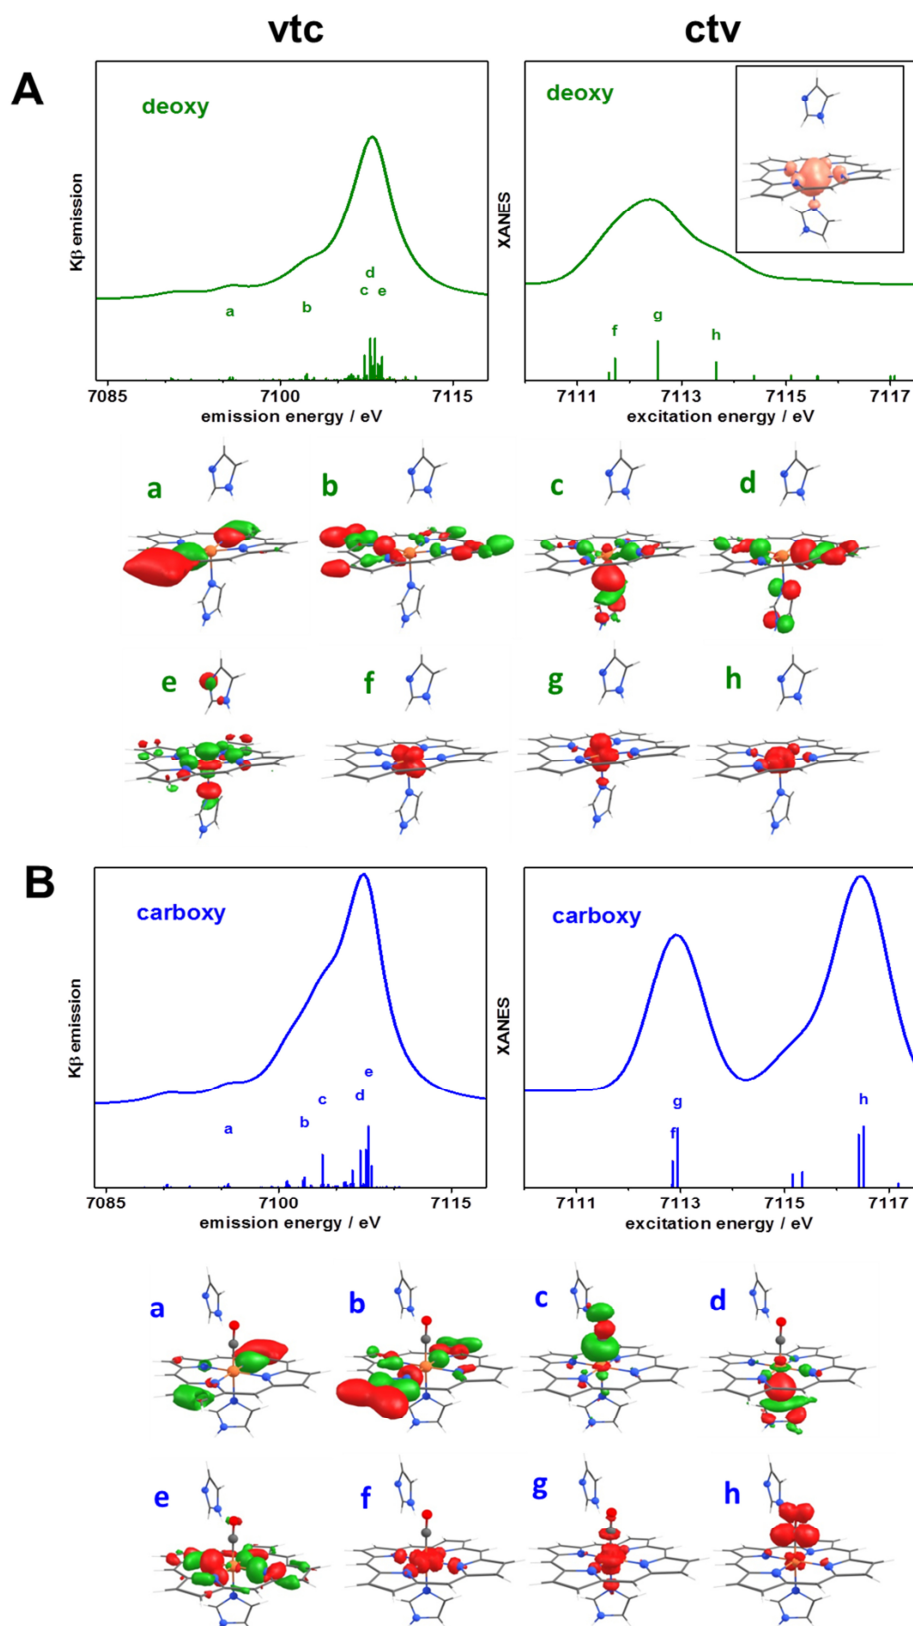 vtc ctv
A
deoxy
Kβ emission
a b c d e
7085 7100 7115
emission energy / eV
deoxy
XANES
f g h
7111 7113 7115 7117
excitation energy / eV
a b c d
e f g h
B
carboxy
Kβ emission
a b c d e
7085 7100 7115
emission energy / eV
carboxy
XANES
f g h
7111 7113 7115 7117
excitation energy / eV
a b c d
e f g h